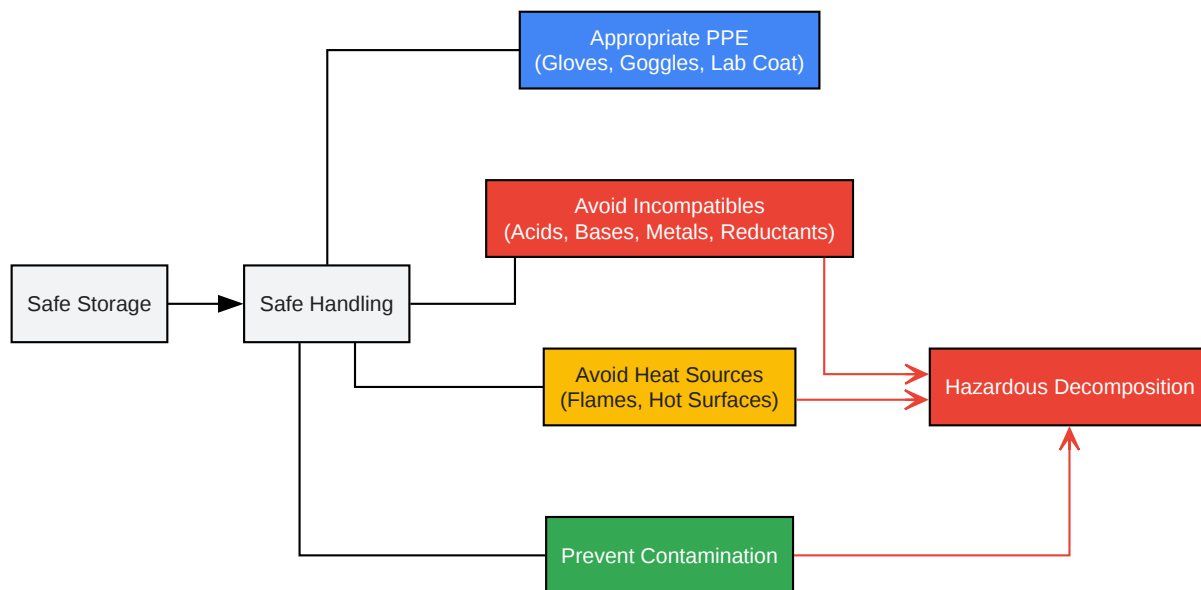 Appropriate PPE
(Gloves, Goggles, Lab Coat)
Avoid Incompatibles
(Acids, Bases, Metals, Reductants)
Safe Storage
Safe Handling
Avoid Heat Sources
(Flames, Hot Surfaces)
Hazardous Decomposition
Prevent Contamination